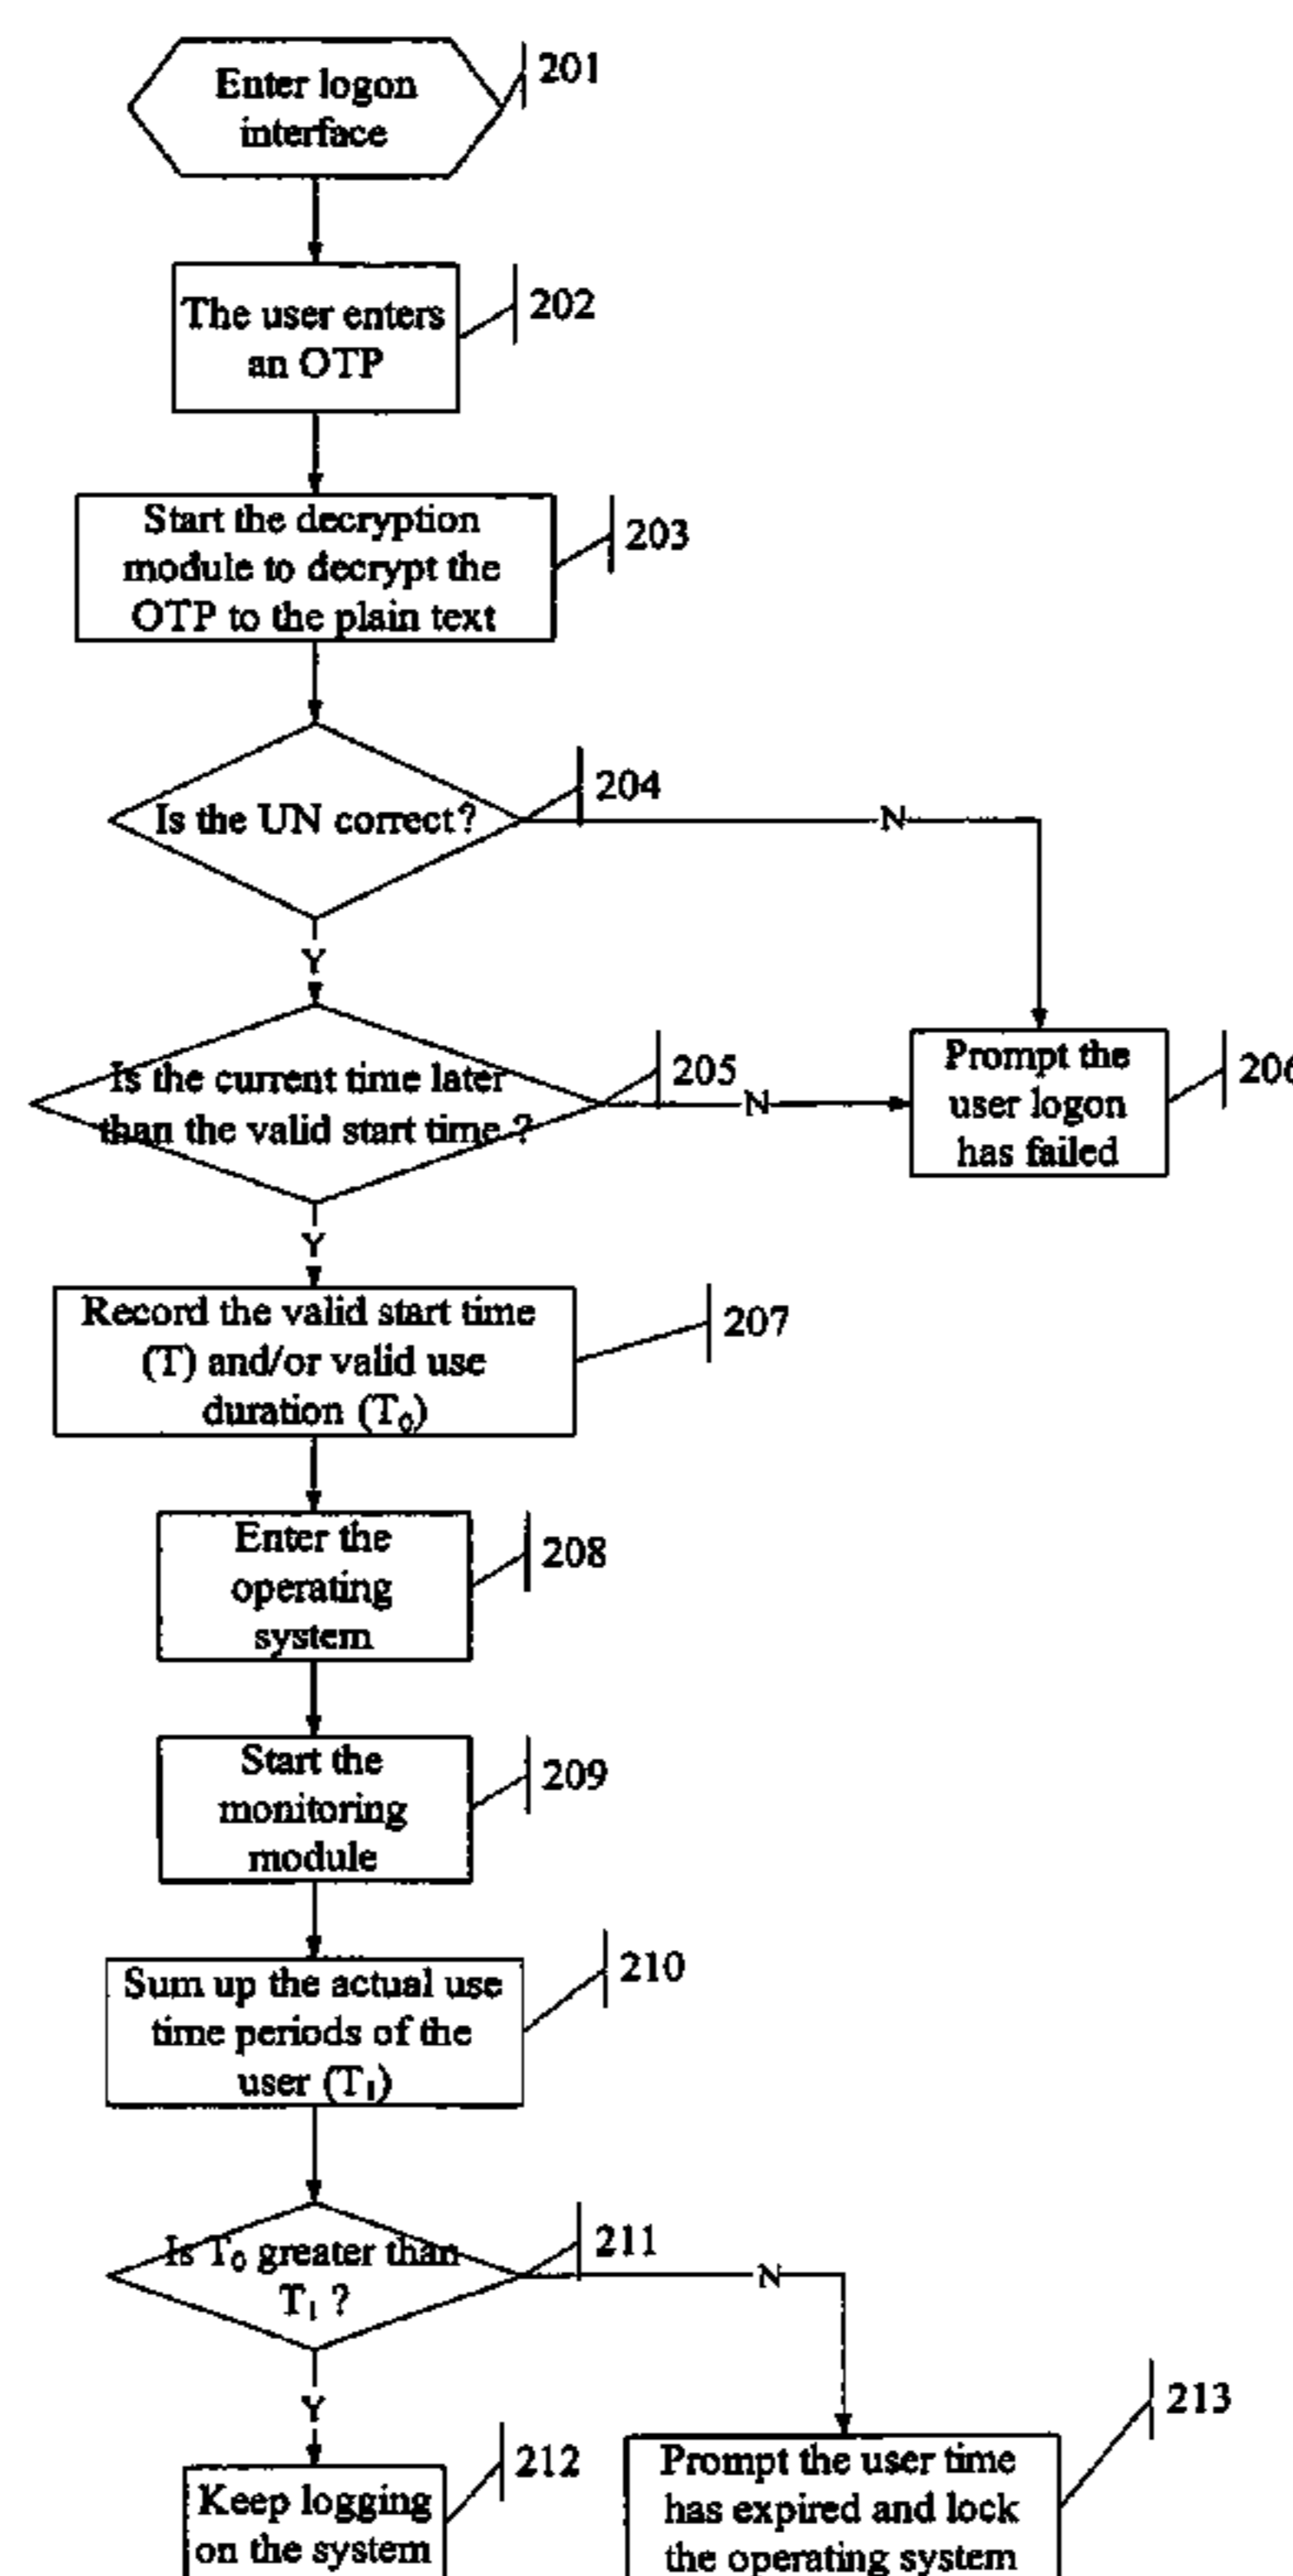 Enter logon
interface
201
The user enters
an OTP
202
Start the decryption
module to decrypt the
OTP to the plain text
203
Is the UN correct?
204
N
Y
Is the current time later
than the valid start time ?
205
N
Prompt the
user logon
has failed
206
Y
Record the valid start time
(T) and/or valid use
duration (T₀)
207
Enter the
operating
system
208
Start the
monitoring
module
209
Sum up the actual use
time periods of the
user (T₁)
210
Is T₀ greater than
T₁ ?
211
N
Y
Keep logging
on the system
212
Prompt the user time
has expired and lock
the operating system
213